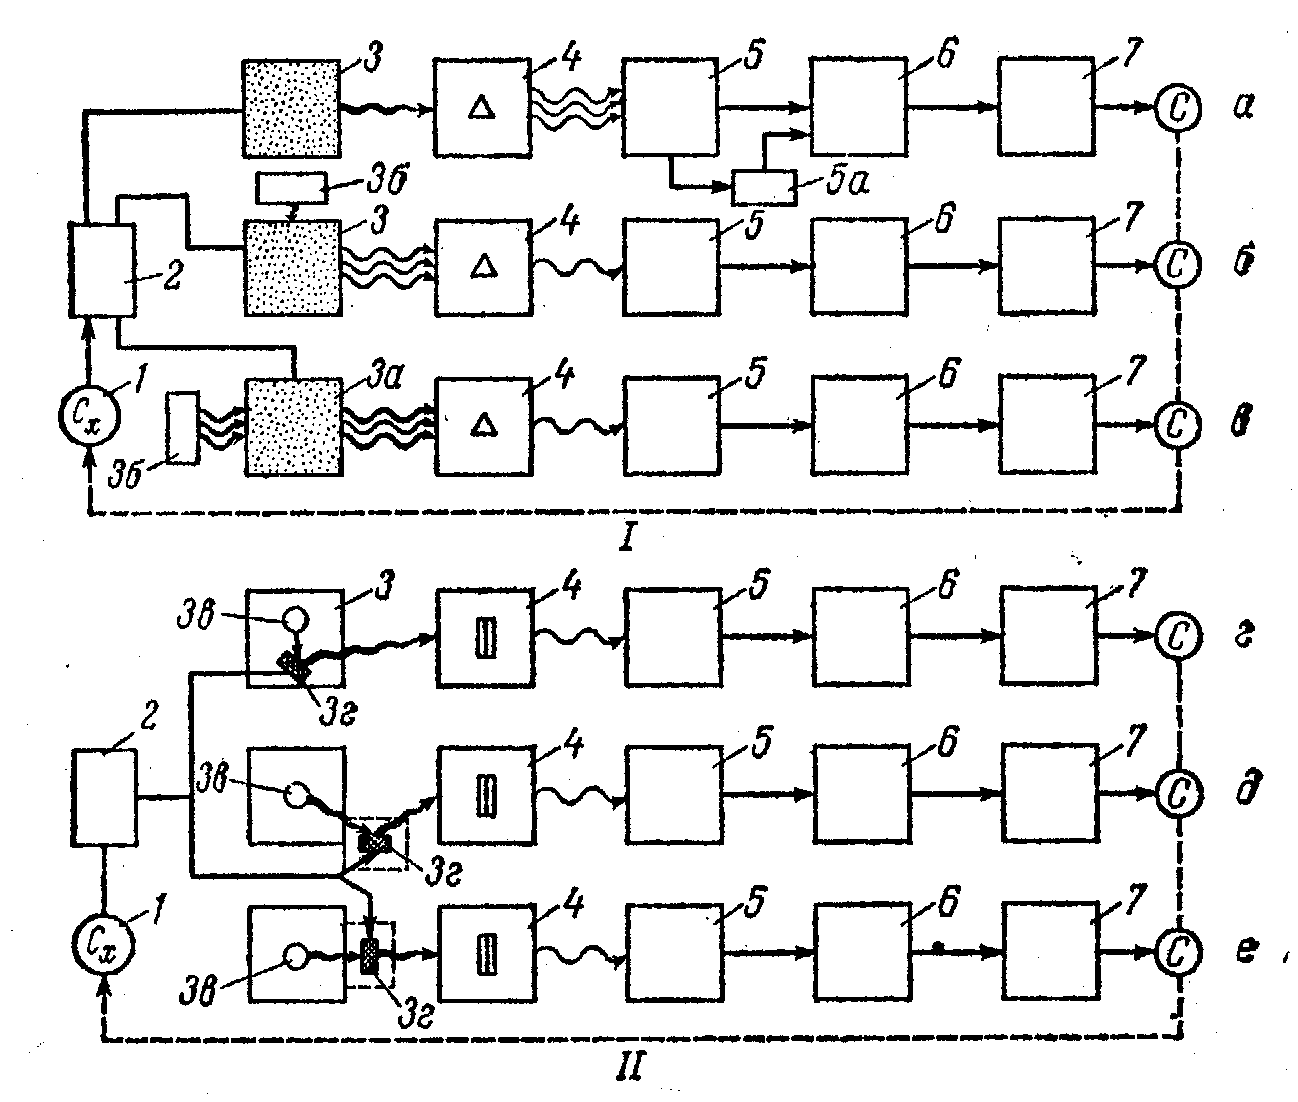 3 4 5 6 7 С а
3б 5а
2 3 4 5 6 7 С б
1 Сх 3б 3а 4 5 6 7 С в
I
3в 3 3г 4 5 6 7 С г
2 3в 3г 4 5 6 7 С д
1 Сх 3в 3г 4 5 6 7 С е
II